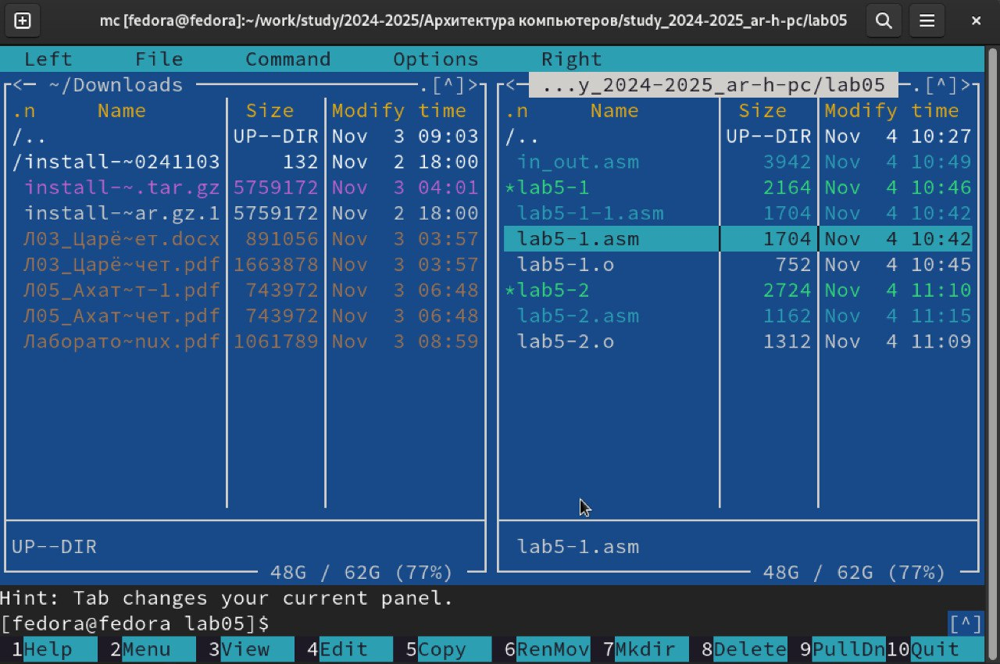 mc [fedora@fedora]:~/work/study/2024-2025/Архитектура компьютеров/study_2024-2025_ar-h-pc/lab05
Left File Command Options Right
<─ ~/Downloads .[^]>
.n Name Size Modify time
/.. UP--DIR Nov 3 09:03
/install-~0241103 132 Nov 2 18:00
install-~.tar.gz 5759172 Nov 3 04:01
install-~ar.gz.1 5759172 Nov 2 18:00
Л03_Царё~ет.docx 891056 Nov 3 03:57
Л03_Царё~чет.pdf 1663878 Nov 3 03:57
Л05_Ахат~т-1.pdf 743972 Nov 3 06:48
Л05_Ахат~чет.pdf 743972 Nov 3 06:48
Лаборато~nux.pdf 1061789 Nov 3 08:59
UP--DIR
48G / 62G (77%)
<─ ...y_2024-2025_ar-h-pc/lab05 .[^]>
.n Name Size Modify time
/.. UP--DIR Nov 4 10:27
in_out.asm 3942 Nov 4 10:49
*lab5-1 2164 Nov 4 10:46
lab5-1-1.asm 1704 Nov 4 10:42
lab5-1.asm 1704 Nov 4 10:42
lab5-1.o 752 Nov 4 10:45
*lab5-2 2724 Nov 4 11:10
lab5-2.asm 1162 Nov 4 11:15
lab5-2.o 1312 Nov 4 11:09
lab5-1.asm
48G / 62G (77%)
Hint: Tab changes your current panel.
[fedora@fedora lab05]$ [^]
1Help 2Menu 3View 4Edit 5Copy 6RenMov 7Mkdir 8Delete 9PullDn 10Quit